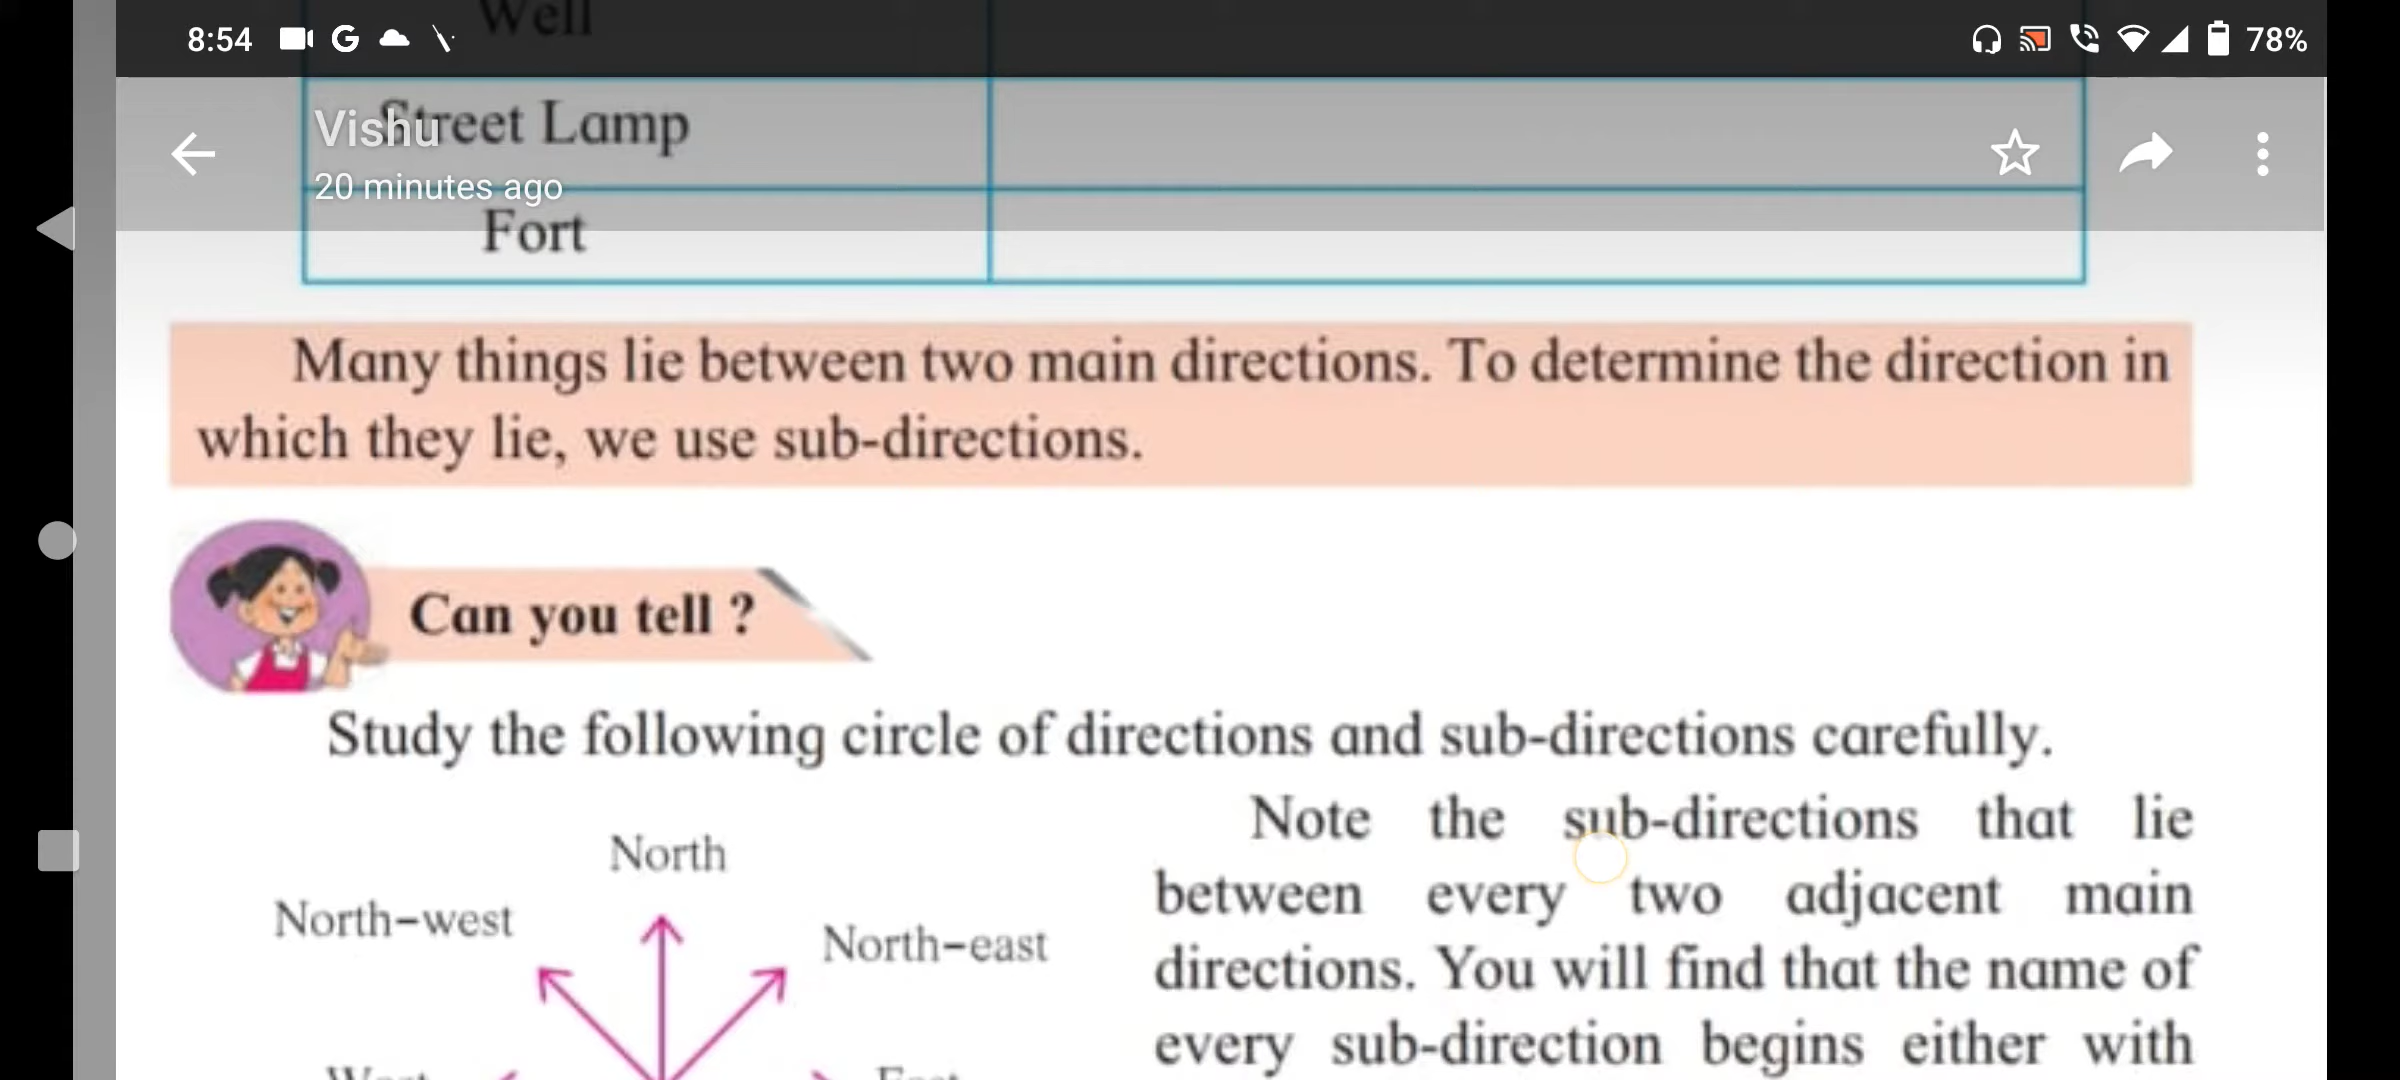 Well
8:54 G 78%
Street Lamp
Vishu
20 minutes ago
Fort
Many things lie between two main directions. To determine the direction in
which they lie, we use sub-directions.
Can you tell ?
Study the following circle of directions and sub-directions carefully.
Note the sub-directions that lie
between every two adjacent main
directions. You will find that the name of
every sub-direction begins either with
North
North-west
North-east
West
East